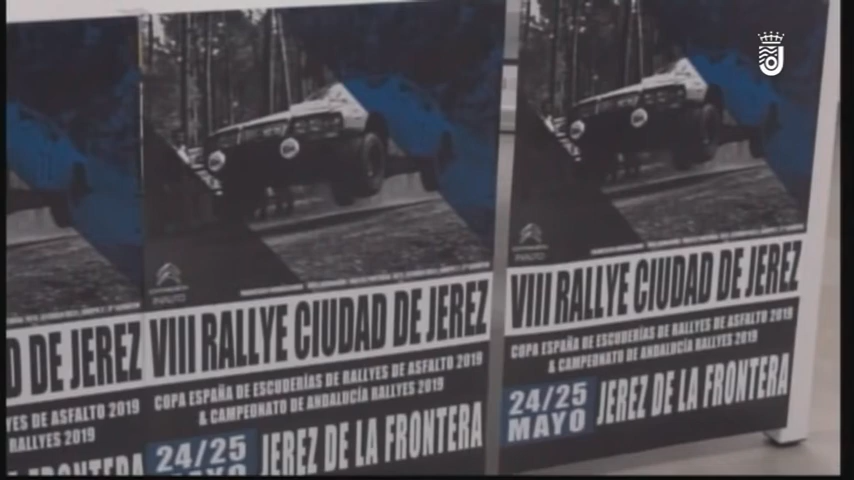 D DE JEREZ
YES DE ASFALTO 2019
RALLYES 2019
VIII RALLYE CIUDAD DE JEREZ
COPA ESPAÑA DE ESCUDERÍAS DE RALLYES DE ASFALTO 2019
& CAMPEONATO DE ANDALUCÍA RALLYES 2019
24/25
MAYO
JEREZ DE LA FRONTERA
VIII RALLYE CIUDAD DE JEREZ
COPA ESPAÑA DE ESCUDERÍAS DE RALLYES DE ASFALTO 2019
& CAMPEONATO DE ANDALUCÍA RALLYES 2019
24/25
MAYO
JEREZ DE LA FRONTERA